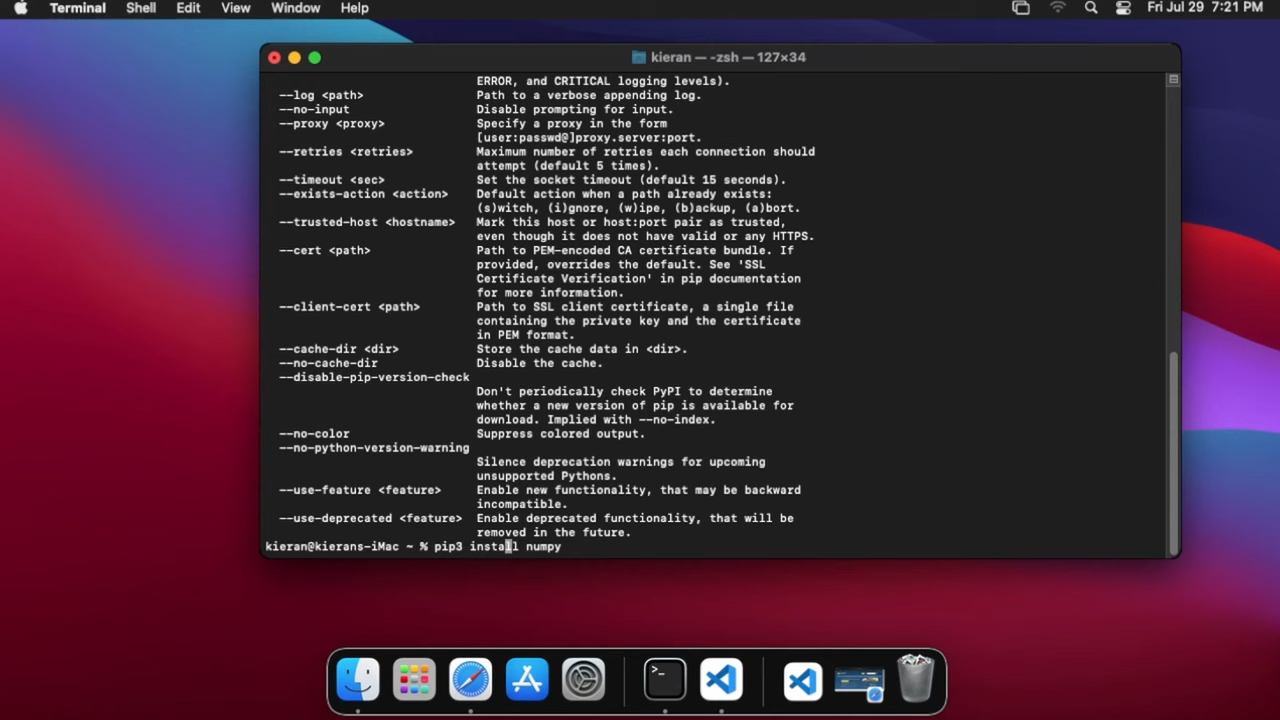 Terminal Shell Edit View Window Help Fri Jul 29 7:21 PM
kieran — -zsh — 127×34
ERROR, and CRITICAL logging levels).
--log <path> Path to a verbose appending log.
--no-input Disable prompting for input.
--proxy <proxy> Specify a proxy in the form
[user:passwd@]proxy.server:port.
--retries <retries> Maximum number of retries each connection should
attempt (default 5 times).
--timeout <sec> Set the socket timeout (default 15 seconds).
--exists-action <action> Default action when a path already exists:
(s)witch, (i)gnore, (w)ipe, (b)ackup, (a)bort.
--trusted-host <hostname> Mark this host or host:port pair as trusted,
even though it does not have valid or any HTTPS.
--cert <path> Path to PEM-encoded CA certificate bundle. If
provided, overrides the default. See 'SSL
Certificate Verification' in pip documentation
for more information.
--client-cert <path> Path to SSL client certificate, a single file
containing the private key and the certificate
in PEM format.
--cache-dir <dir> Store the cache data in <dir>.
--no-cache-dir Disable the cache.
--disable-pip-version-check
Don't periodically check PyPI to determine
whether a new version of pip is available for
download. Implied with --no-index.
--no-color Suppress colored output.
--no-python-version-warning
Silence deprecation warnings for upcoming
unsupported Pythons.
--use-feature <feature> Enable new functionality, that may be backward
incompatible.
--use-deprecated <feature> Enable deprecated functionality, that will be
removed in the future.
kieran@kierans-iMac ~ % pip3 install numpy